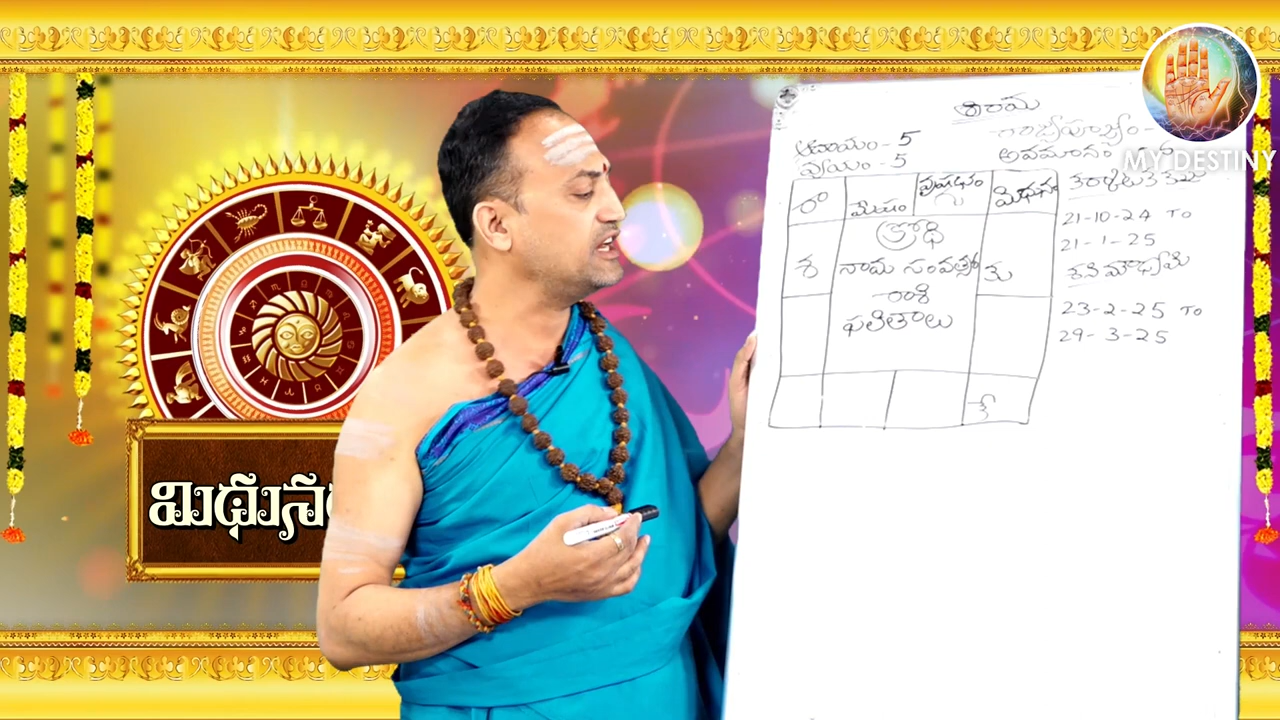 శ్రీరామ
ఆదాయం - 5
వ్యయం - 5
రాజ్యపూజ్యం -
అవమానం
MY DESTINY
రా మేషం వృషభం మిథున
క్రోధి
శ నామ సంవత్సర కు
రాశి
ఫలితాలు
కే
21-10-24 TO
21-1-25
23-2-25 TO
29-3-25
మిథున